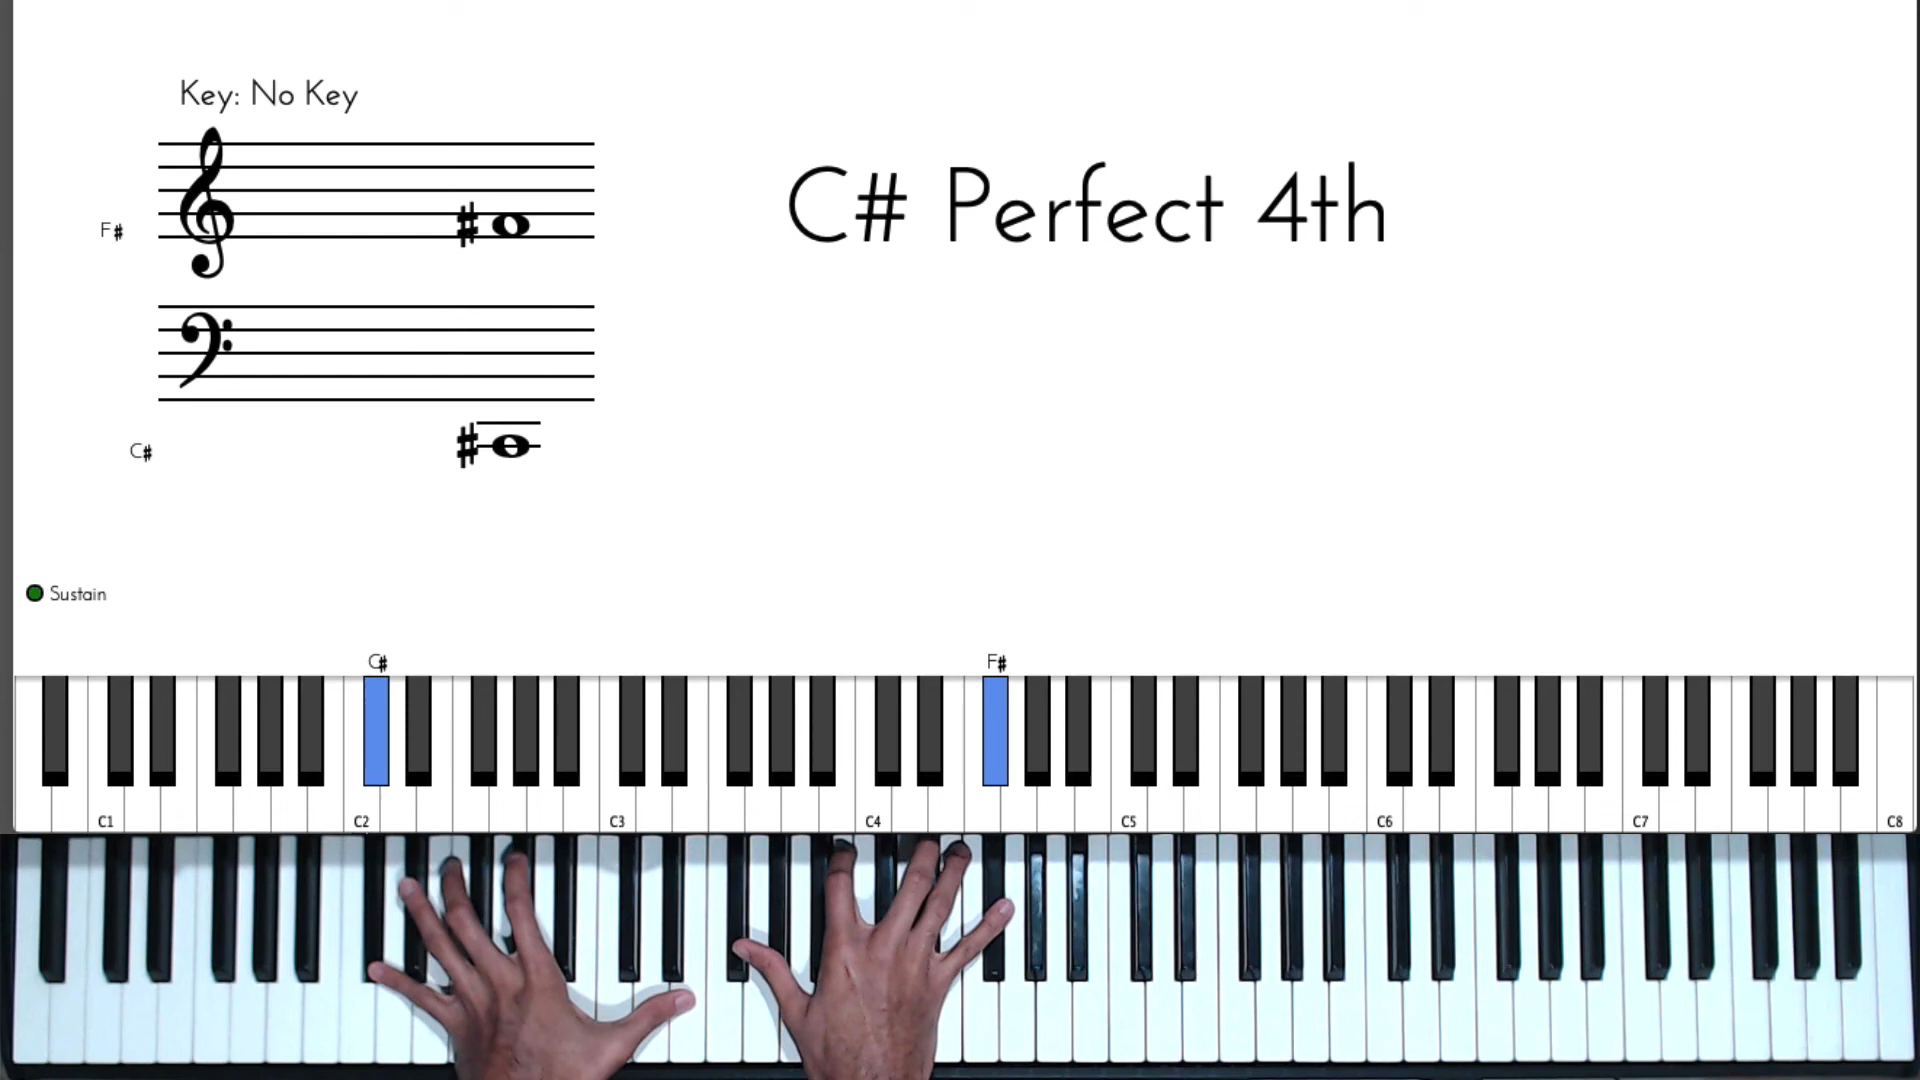 Key: No Key
F#
C# Perfect 4th
C#
Sustain
C# F#
C1 C2 C3 C4 C5 C6 C7 C8